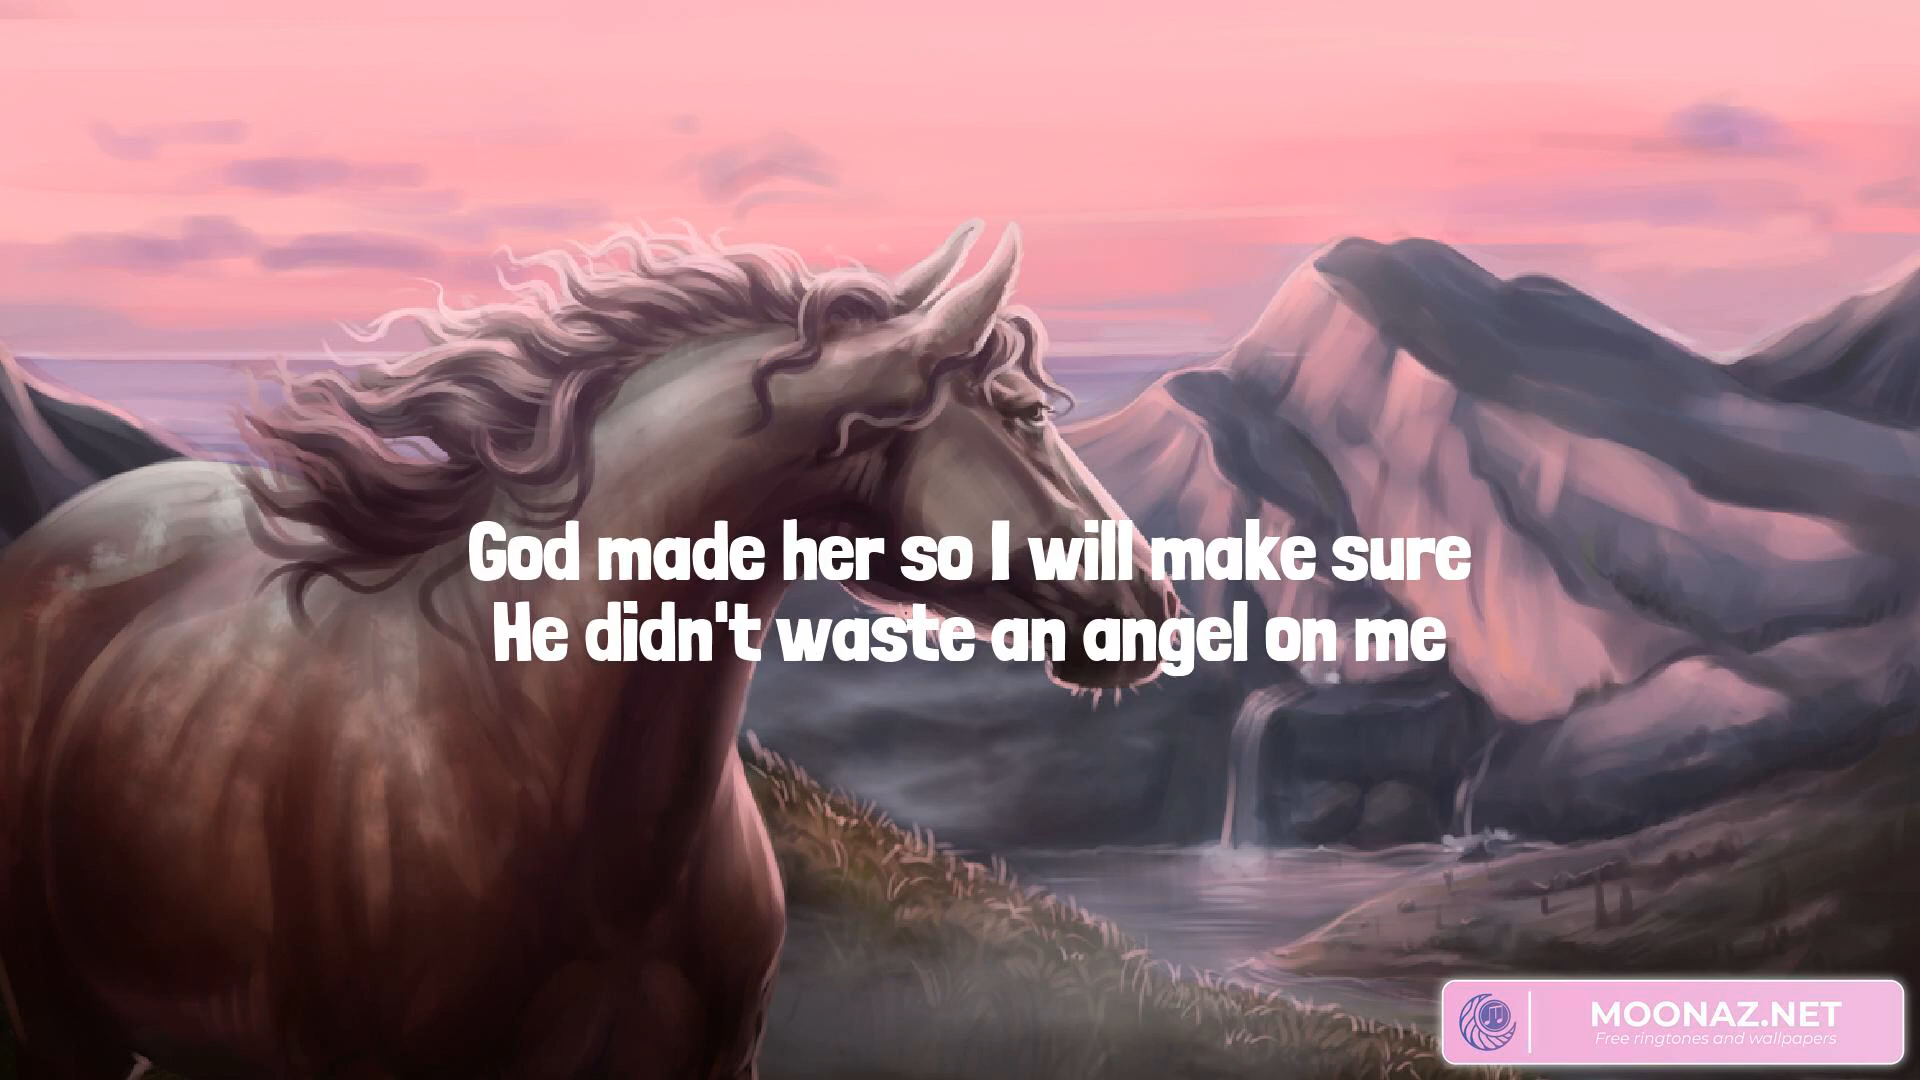 God made her so I will make sure
He didn't waste an angel on me
MOONAZ.NET
Free ringtones and wallpapers